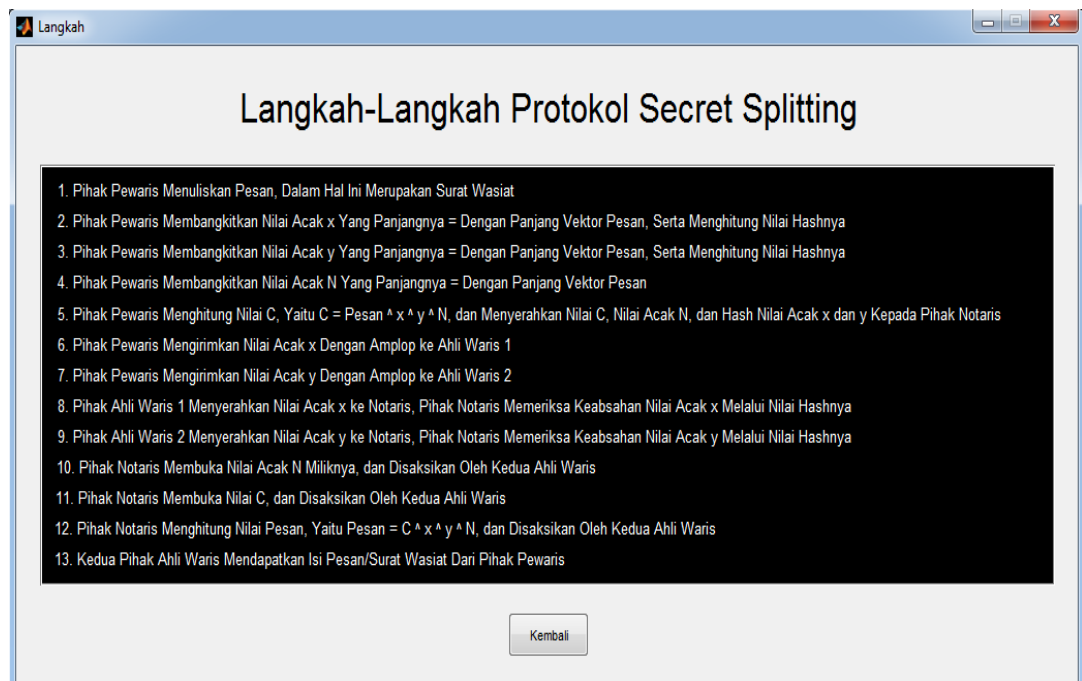 Langkah
Langkah-Langkah Protokol Secret Splitting
1. Pihak Pewaris Menuliskan Pesan, Dalam Hal Ini Merupakan Surat Wasiat
2. Pihak Pewaris Membangkitkan Nilai Acak x Yang Panjangnya = Dengan Panjang Vektor Pesan, Serta Menghitung Nilai Hashnya
3. Pihak Pewaris Membangkitkan Nilai Acak y Yang Panjangnya = Dengan Panjang Vektor Pesan, Serta Menghitung Nilai Hashnya
4. Pihak Pewaris Membangkitkan Nilai Acak N Yang Panjangnya = Dengan Panjang Vektor Pesan
5. Pihak Pewaris Menghitung Nilai C, Yaitu C = Pesan ^ x ^ y ^ N, dan Menyerahkan Nilai C, Nilai Acak N, dan Hash Nilai Acak x dan y Kepada Pihak Notaris
6. Pihak Pewaris Mengirimkan Nilai Acak x Dengan Amplop ke Ahli Waris 1
7. Pihak Pewaris Mengirimkan Nilai Acak y Dengan Amplop ke Ahli Waris 2
8. Pihak Ahli Waris 1 Menyerahkan Nilai Acak x ke Notaris, Pihak Notaris Memeriksa Keabsahan Nilai Acak x Melalui Nilai Hashnya
9. Pihak Ahli Waris 2 Menyerahkan Nilai Acak y ke Notaris, Pihak Notaris Memeriksa Keabsahan Nilai Acak y Melalui Nilai Hashnya
10. Pihak Notaris Membuka Nilai Acak N Miliknya, dan Disaksikan Oleh Kedua Ahli Waris
11. Pihak Notaris Membuka Nilai C, dan Disaksikan Oleh Kedua Ahli Waris
12. Pihak Notaris Menghitung Nilai Pesan, Yaitu Pesan = C ^ x ^ y ^ N, dan Disaksikan Oleh Kedua Ahli Waris
13. Kedua Pihak Ahli Waris Mendapatkan Isi Pesan/Surat Wasiat Dari Pihak Pewaris
Kembali